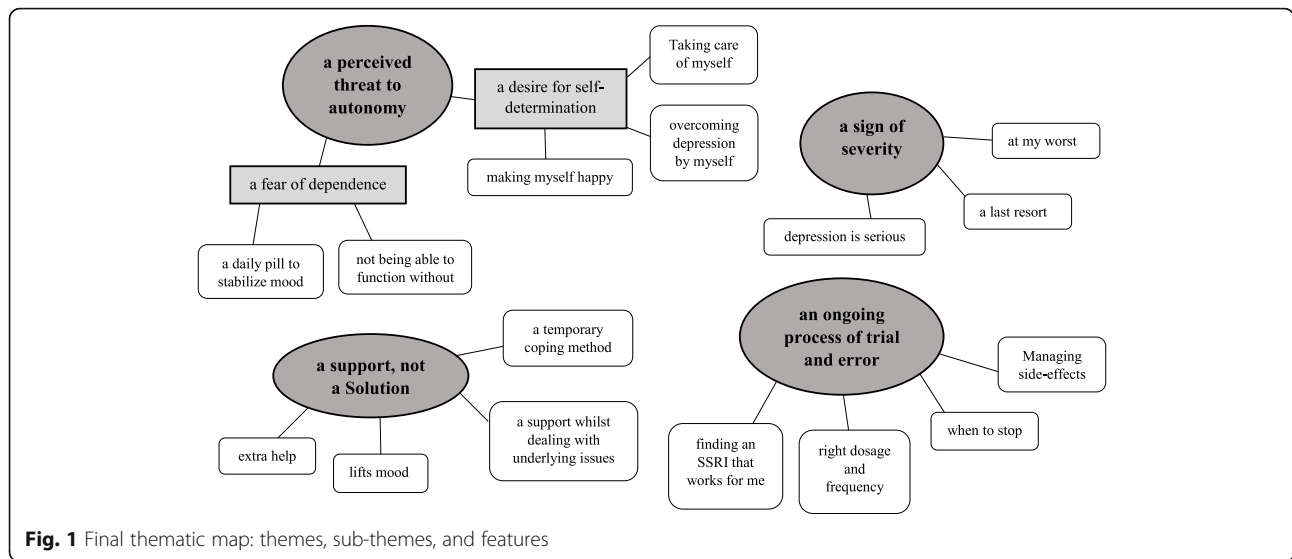 a perceived
threat to
autonomy
a desire for self-
determination
Taking care
of myself
overcoming
depression
by myself
making myself happy
a fear of dependence
a daily pill to
stabilize mood
not being able to
function without
a sign of
severity
at my worst
a last resort
depression is serious
a support, not
a Solution
a temporary
coping method
a support whilst
dealing with
underlying issues
extra help
lifts mood
an ongoing
process of trial
and error
Managing
side-effects
when to stop
finding an
SSRI that
works for me
right dosage
and
frequency
Fig. 1 Final thematic map: themes, sub-themes, and features